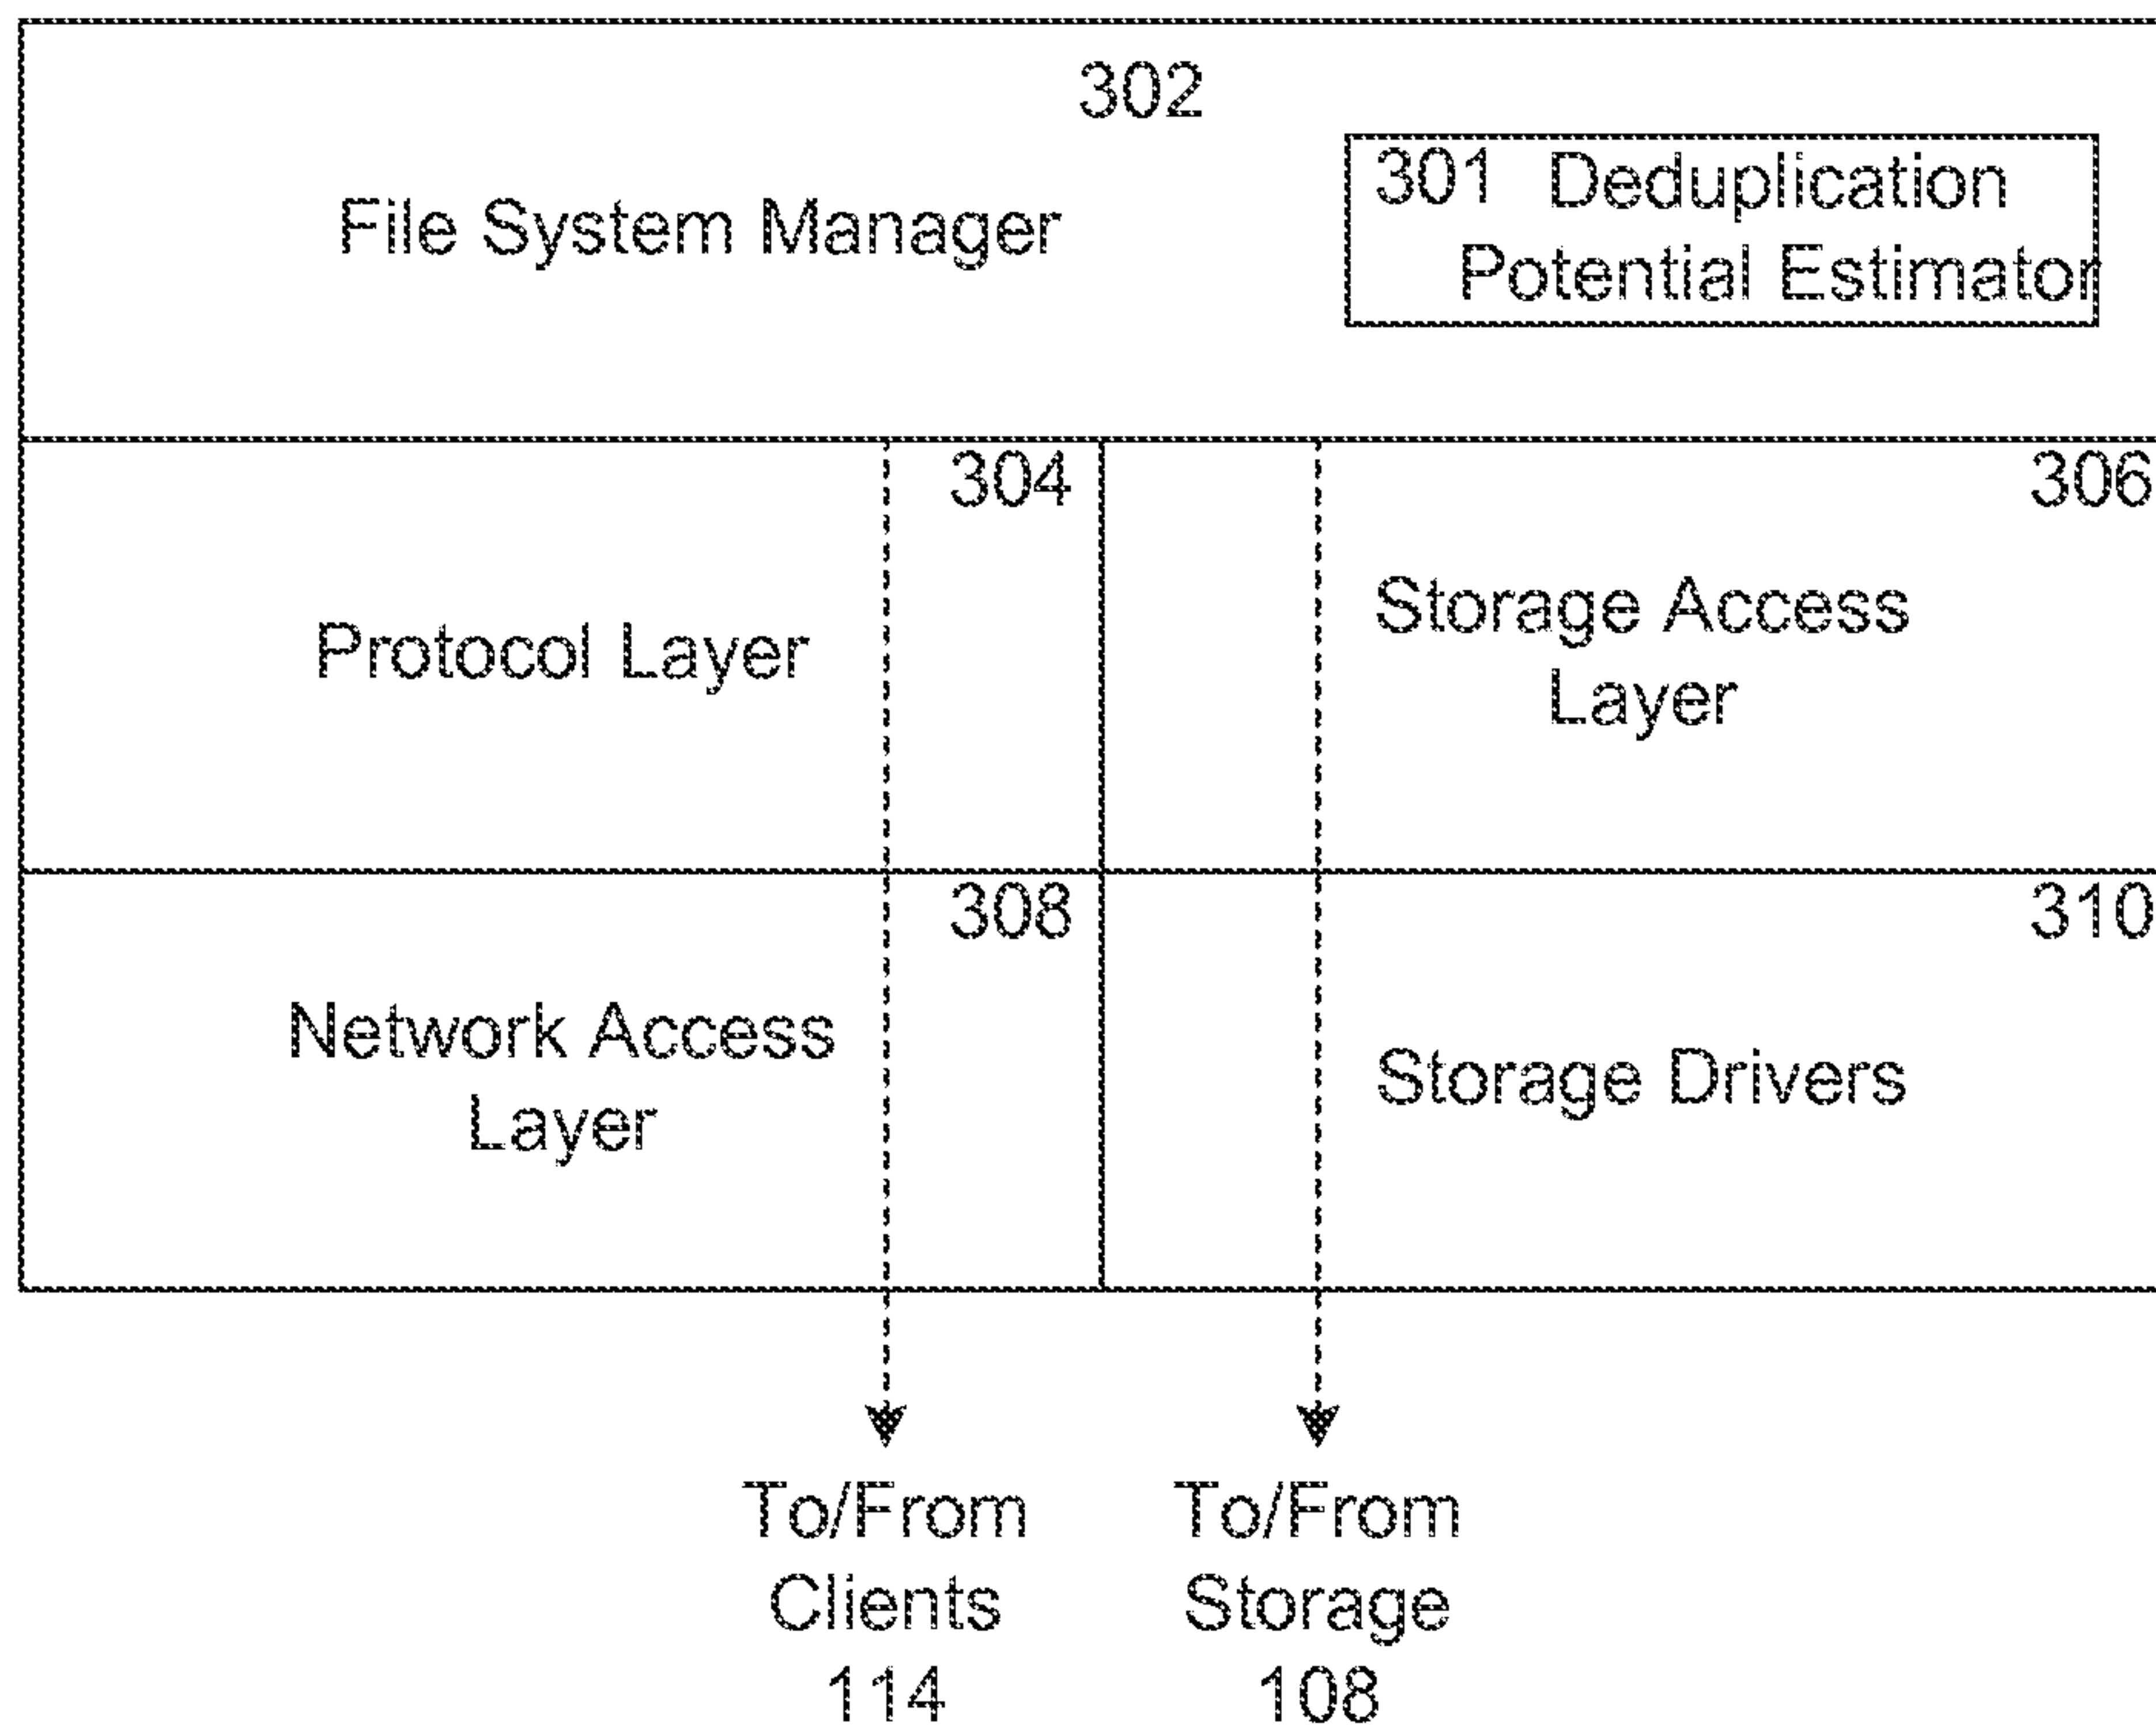 302
301 Deduplication
Potential Estimator
File System Manager
304
306
Protocol Layer
Storage Access
Layer
308
310
Network Access
Layer
Storage Drivers
To/From
Clients
114
To/From
Storage
108